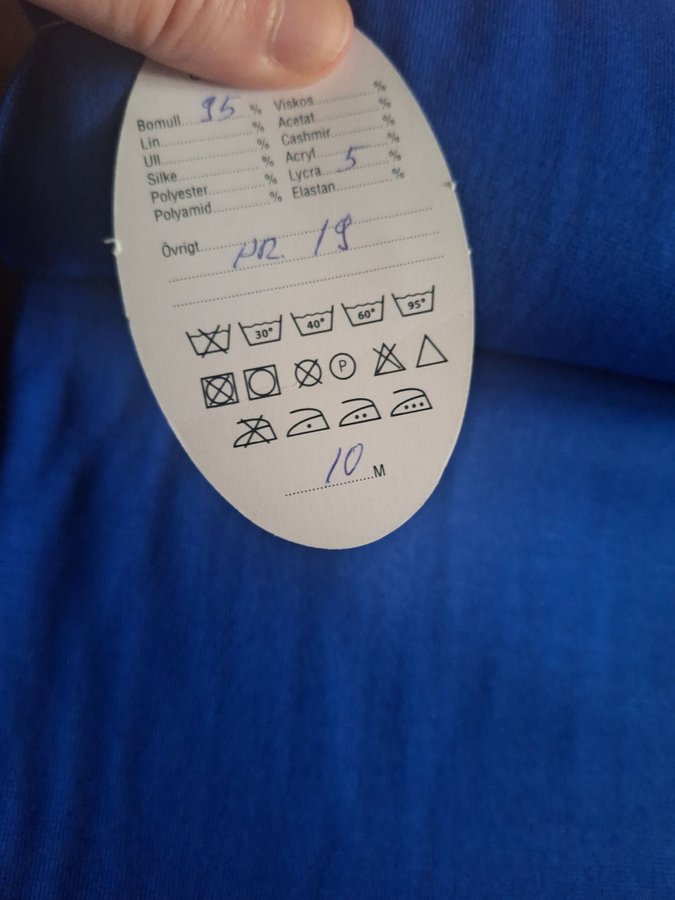 Bomull 95 % Viskos %
Lin % Acetat %
Ull % Cashmir %
Silke % Acryl %
Polyester % Lycra 5 %
Polyamid % Elastan %
Övrigt NR. 19
30° 40° 60° 95°
P
10 M